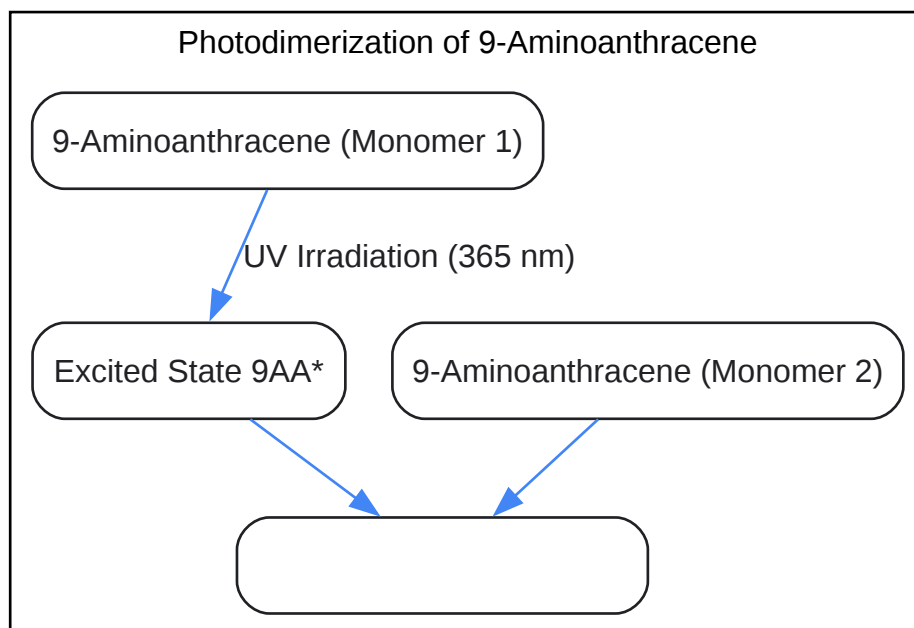 Photodimerization of 9-Aminoanthracene
9-Aminoanthracene (Monomer 1)
UV Irradiation (365 nm)
Excited State 9AA*
9-Aminoanthracene (Monomer 2)